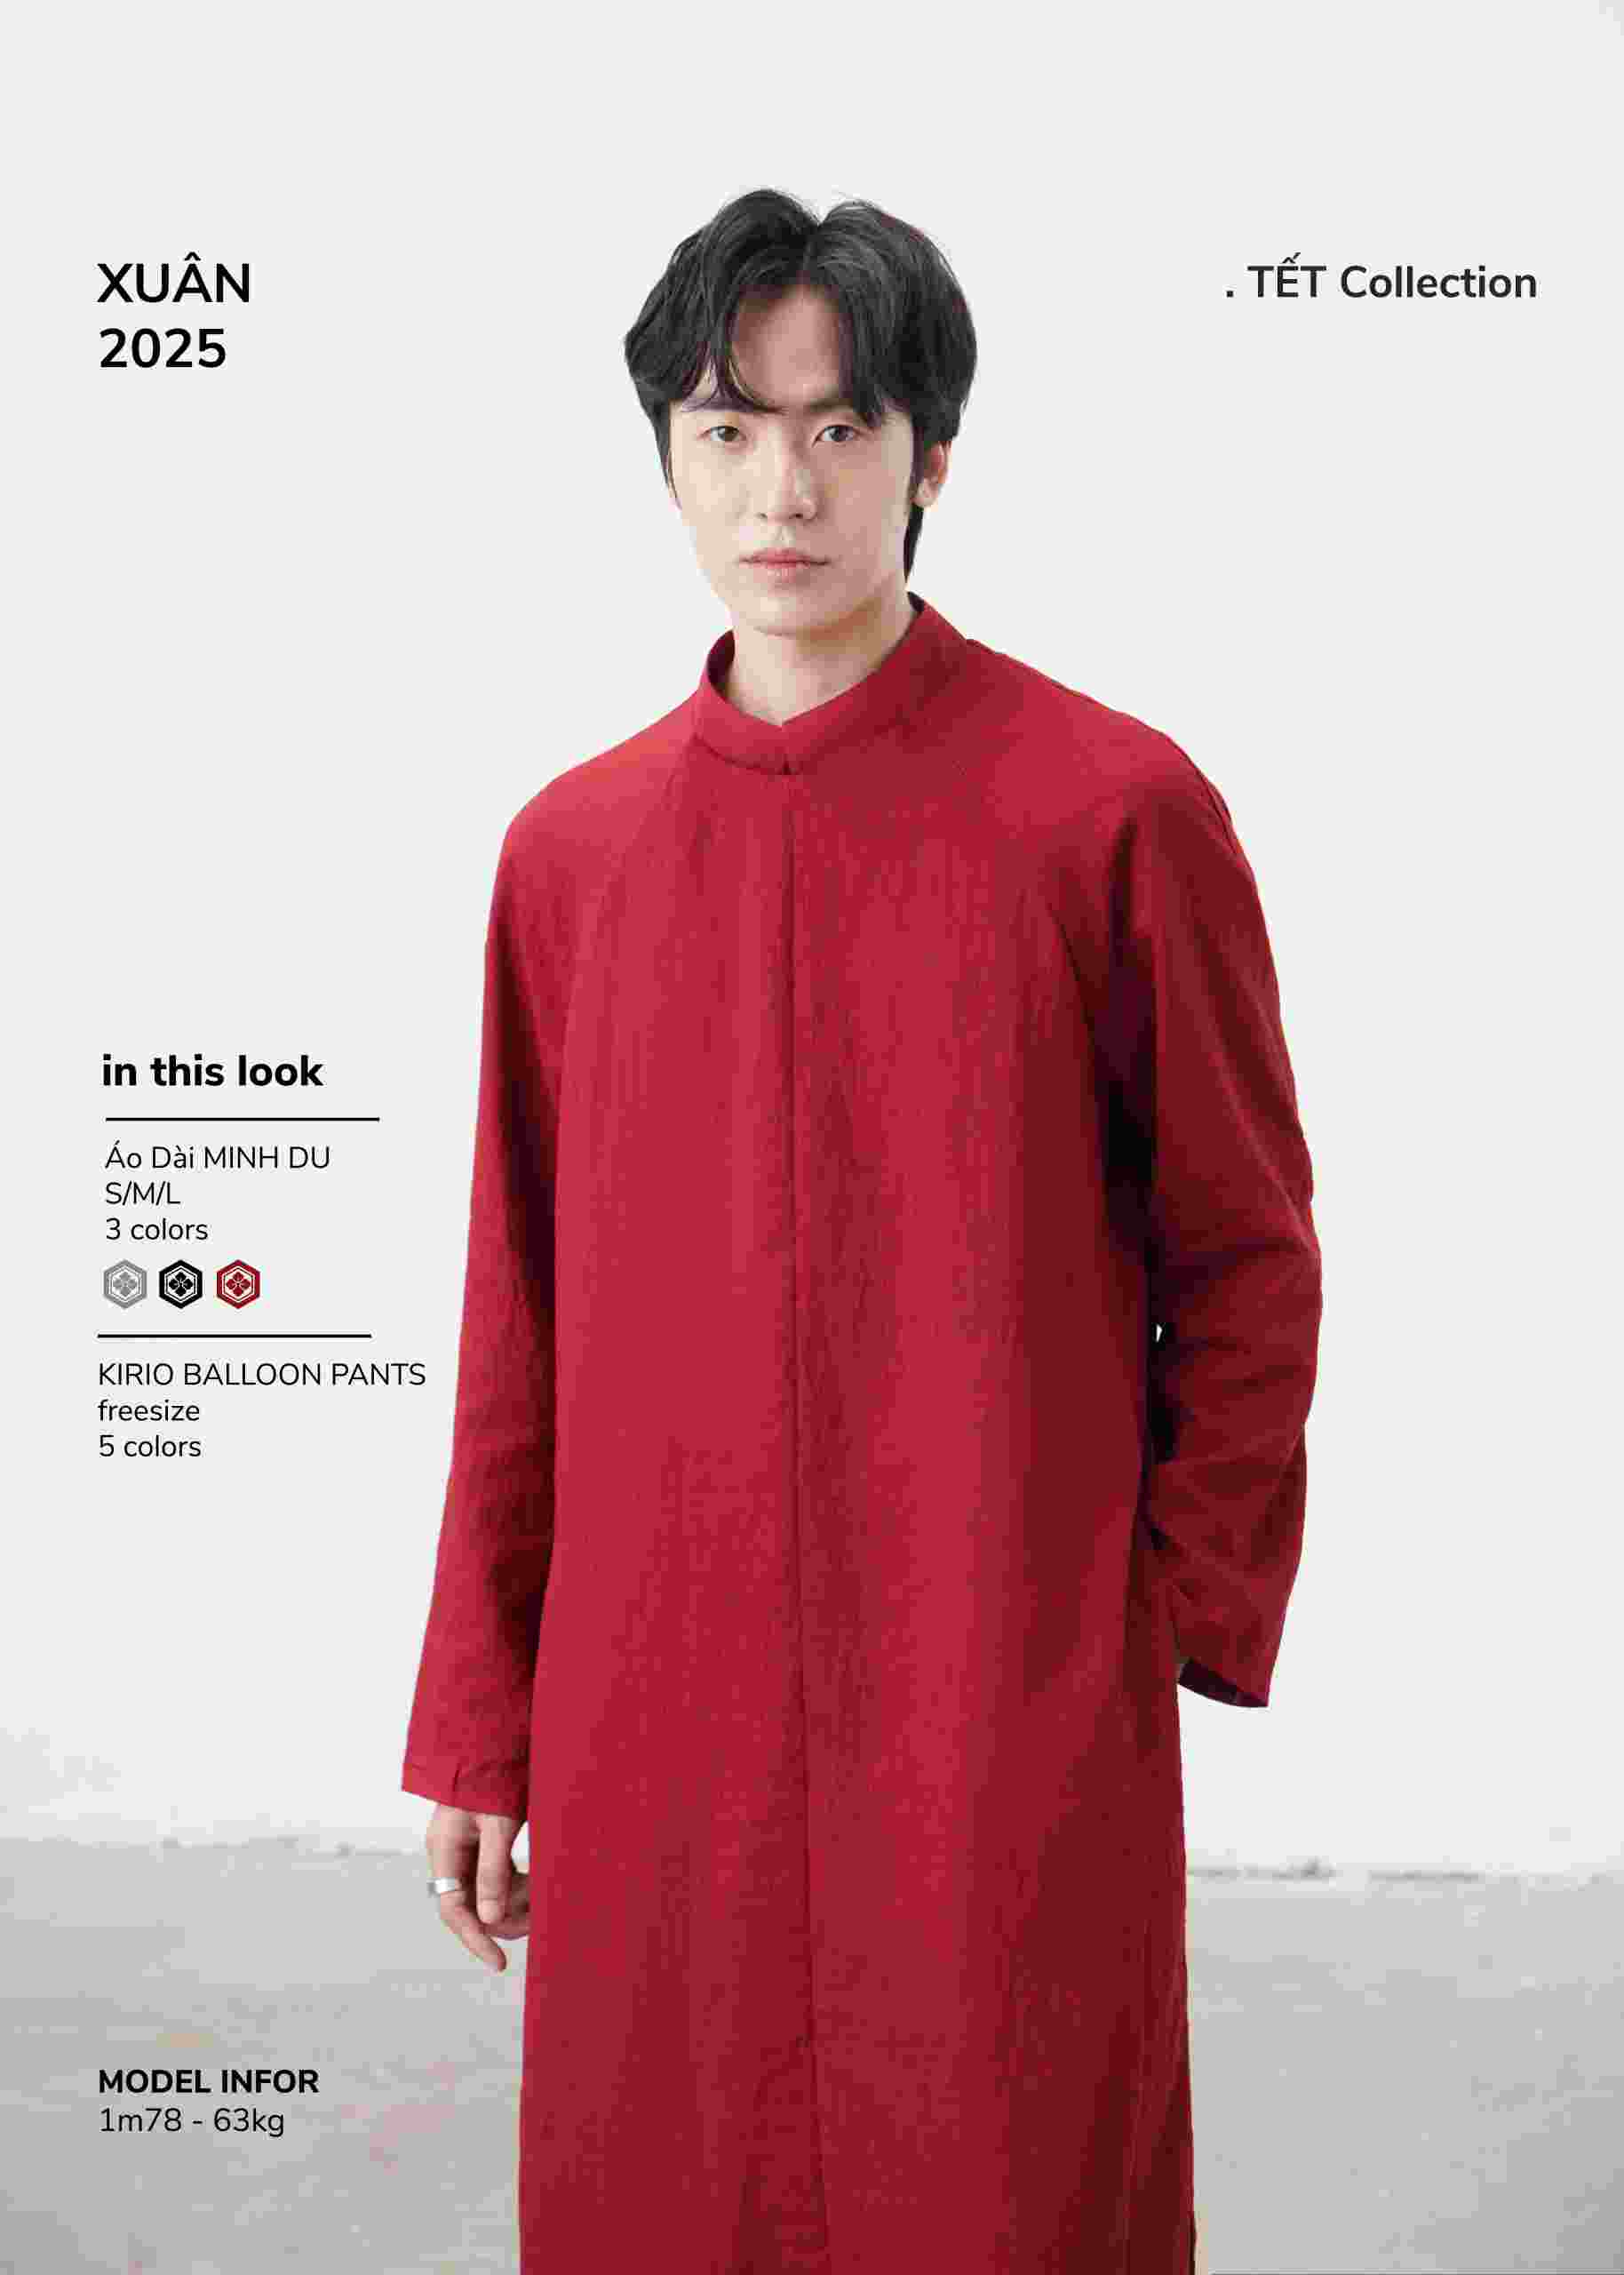 XUÂN
2025
. TẾT Collection
in this look
Áo Dài MINH DU
S/M/L
3 colors
KIRIO BALLOON PANTS
freesize
5 colors
MODEL INFOR
1m78 - 63kg